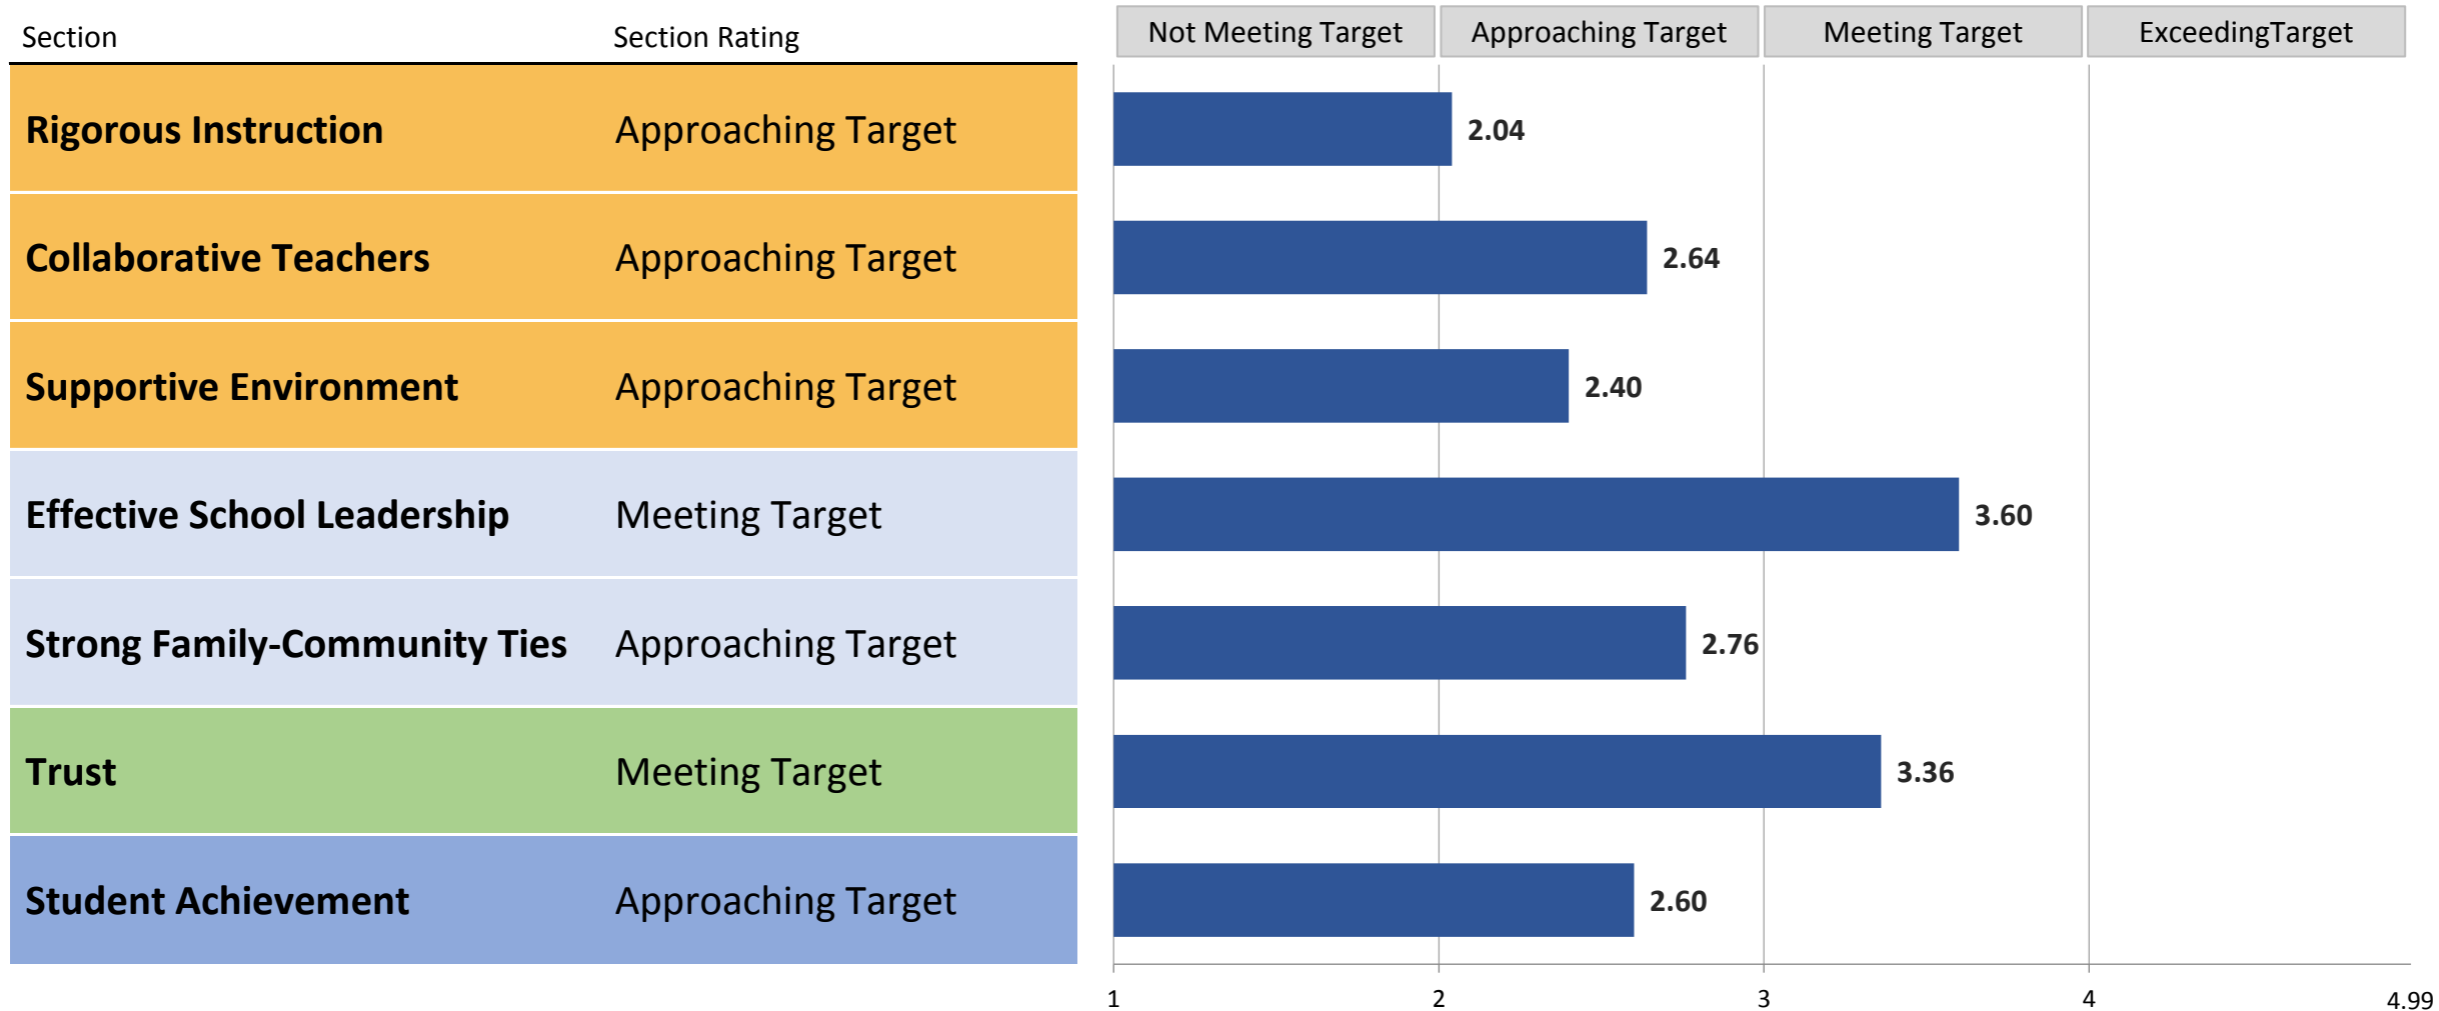 Section Section Rating Not Meeting Target Approaching Target Meeting Target ExceedingTarget
Rigorous Instruction Approaching Target 2.04
Collaborative Teachers Approaching Target 2.64
Supportive Environment Approaching Target 2.40
Effective School Leadership Meeting Target 3.60
Strong Family-Community Ties Approaching Target 2.76
Trust Meeting Target 3.36
Student Achievement Approaching Target 2.60
1 2 3 4 4.99